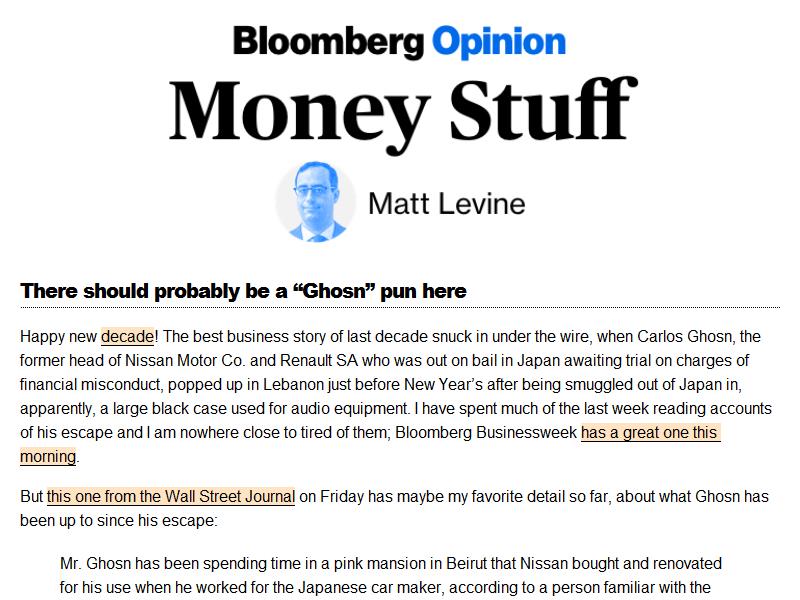 Bloomberg Opinion
Money Stuff
Matt Levine
There should probably be a “Ghosn” pun here
Happy new decade! The best business story of last decade snuck in under the wire, when Carlos Ghosn, the
former head of Nissan Motor Co. and Renault SA who was out on bail in Japan awaiting trial on charges of
financial misconduct, popped up in Lebanon just before New Year’s after being smuggled out of Japan in,
apparently, a large black case used for audio equipment. I have spent much of the last week reading accounts
of his escape and I am nowhere close to tired of them; Bloomberg Businessweek has a great one this
morning.
But this one from the Wall Street Journal on Friday has maybe my favorite detail so far, about what Ghosn has
been up to since his escape:
Mr. Ghosn has been spending time in a pink mansion in Beirut that Nissan bought and renovated
for his use when he worked for the Japanese car maker, according to a person familiar with the